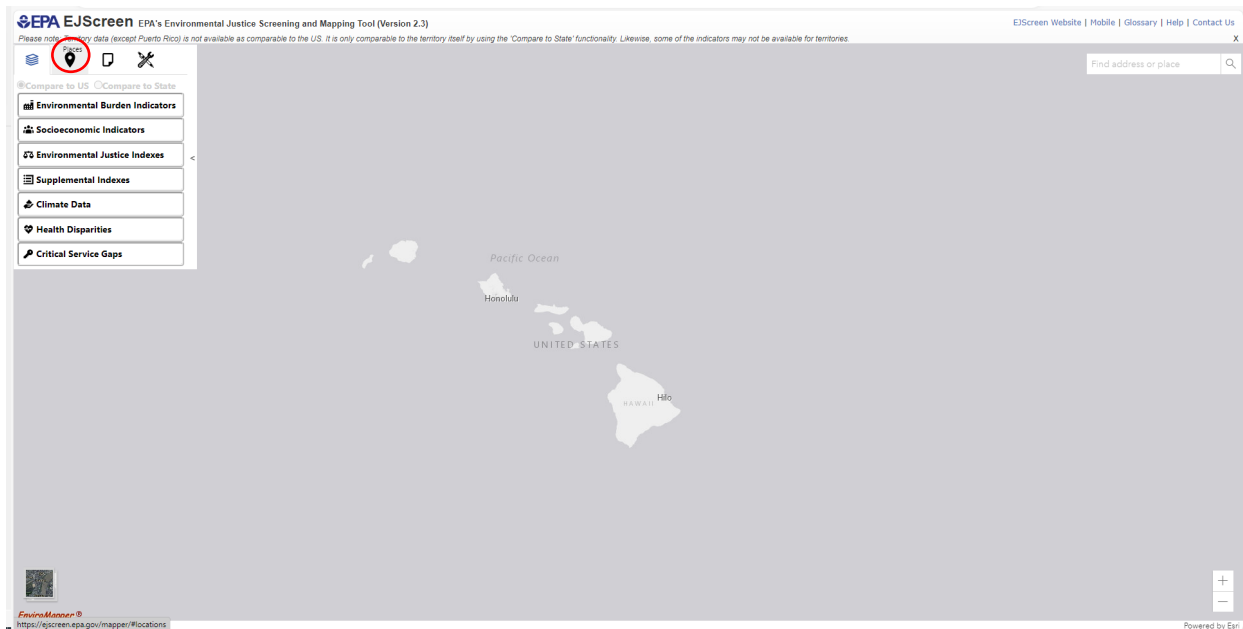 EPA EJScreen EPA's Environmental Justice Screening and Mapping Tool (Version 2.3)
EJScreen Website | Mobile | Glossary | Help | Contact Us
Please note: Territory data (except Puerto Rico) is not available as comparable to the US. It is only comparable to the territory itself by using the 'Compare to State' functionality. Likewise, some of the indicators may not be available for territories.
X
Places
Find address or place
Compare to US Compare to State
Environmental Burden Indicators
Socioeconomic Indicators
Environmental Justice Indexes
<
Supplemental Indexes
Climate Data
Health Disparities
Critical Service Gaps
Pacific Ocean
Honolulu
UNITED STATES
HAWAII
Hilo
+
−
EnviroMapper ®
https://ejscreen.epa.gov/mapper/#locations
Powered by Esri